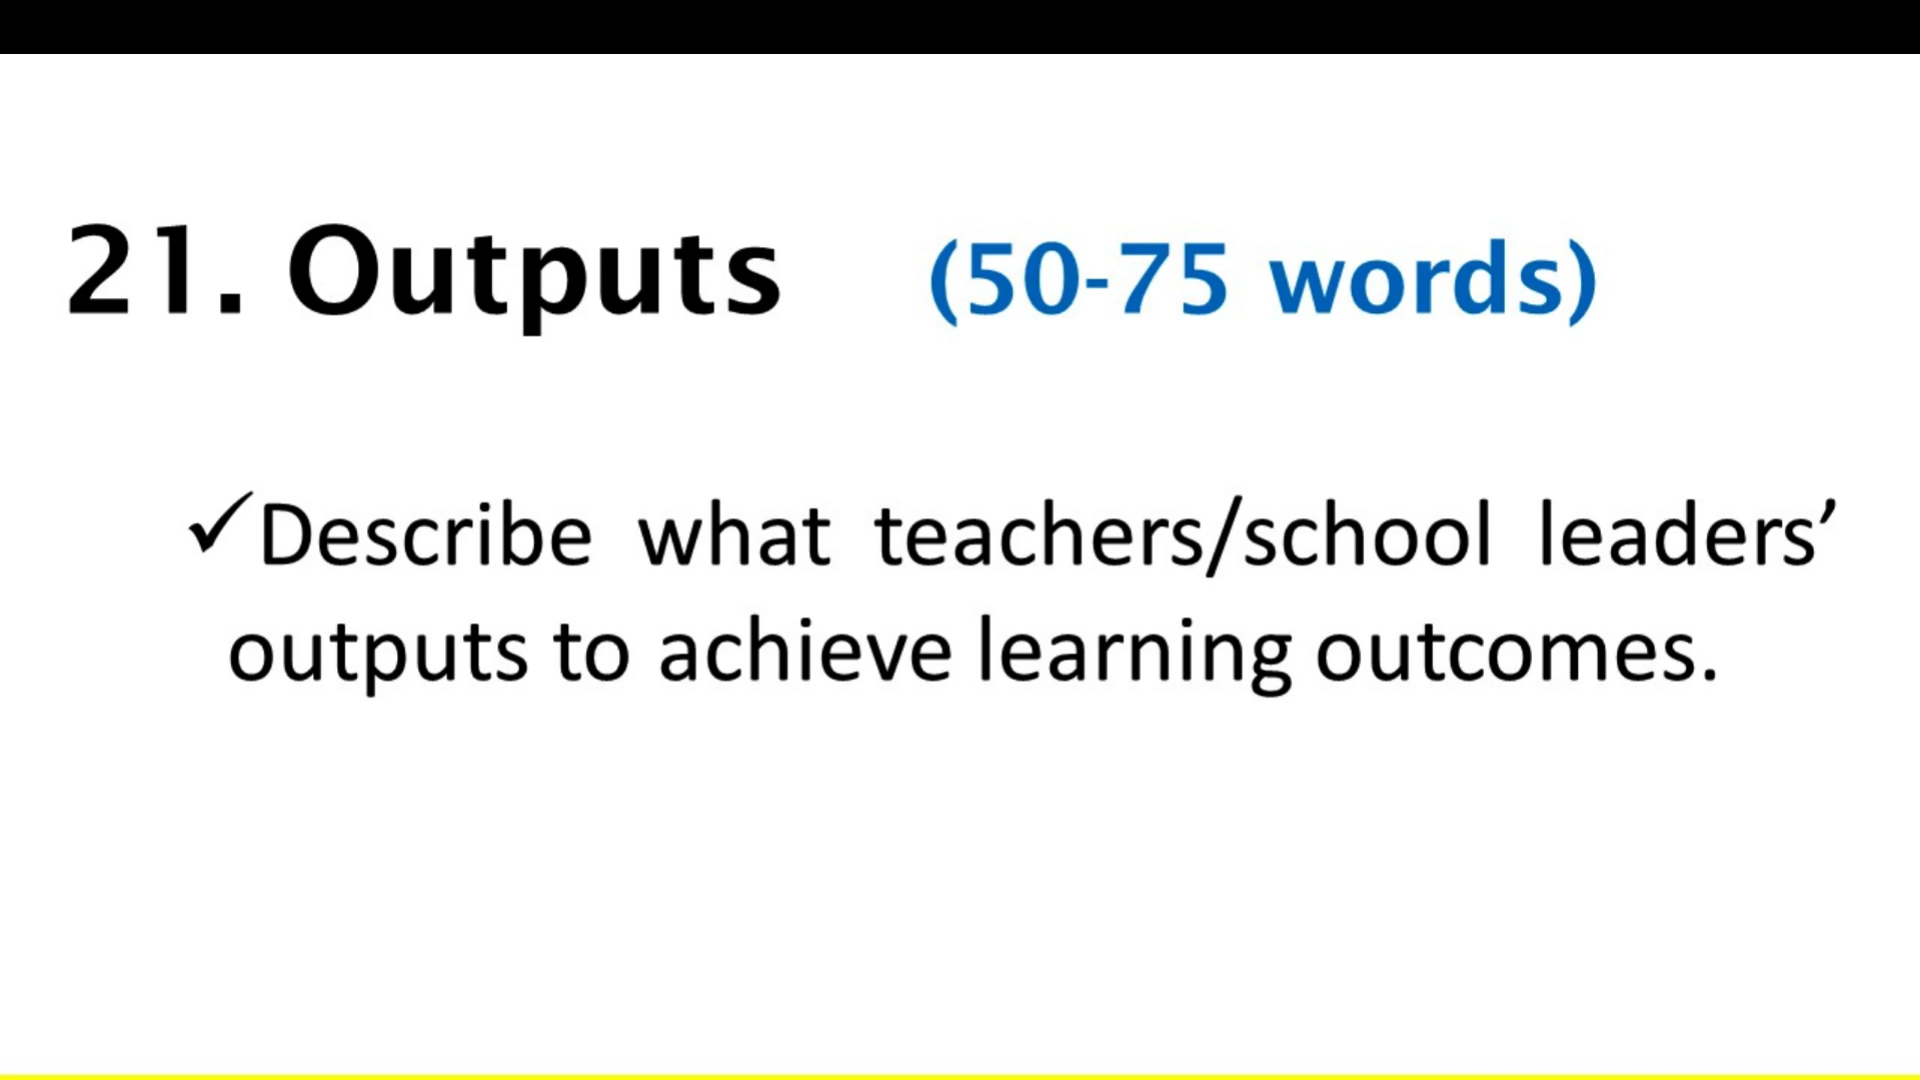 21. Outputs (50-75 words)
✓Describe what teachers/school leaders’
outputs to achieve learning outcomes.